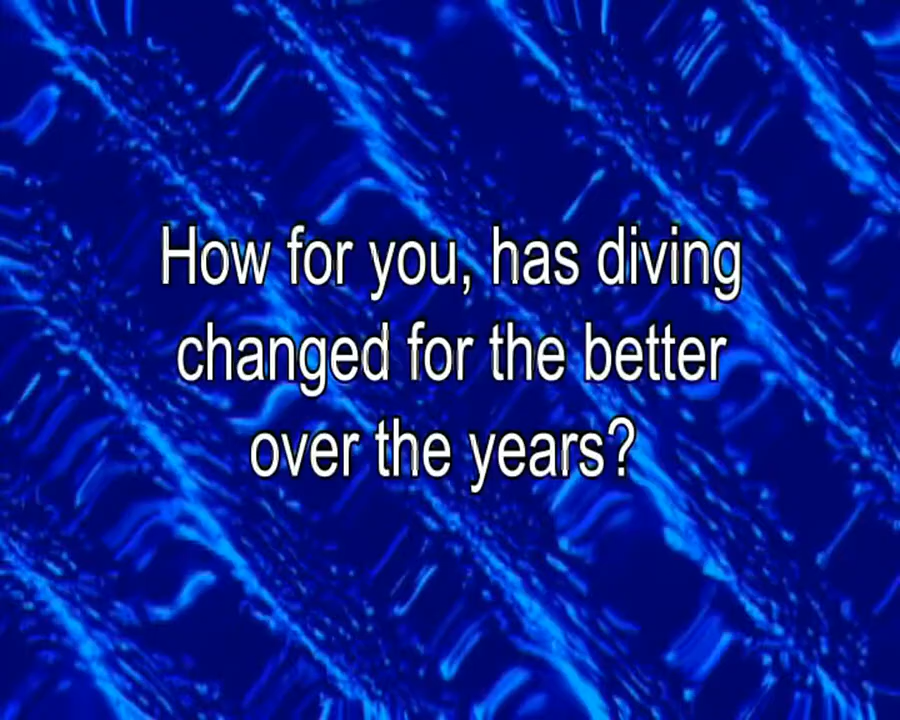 How for you, has diving
changed for the better
over the years?